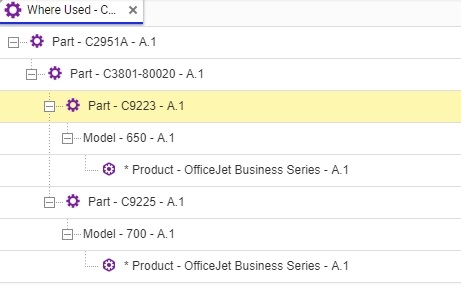 Where Used - C...
Part - C2951A - A.1
Part - C3801-80020 - A.1
Part - C9223 - A.1
Model - 650 - A.1
* Product - OfficeJet Business Series - A.1
Part - C9225 - A.1
Model - 700 - A.1
* Product - OfficeJet Business Series - A.1